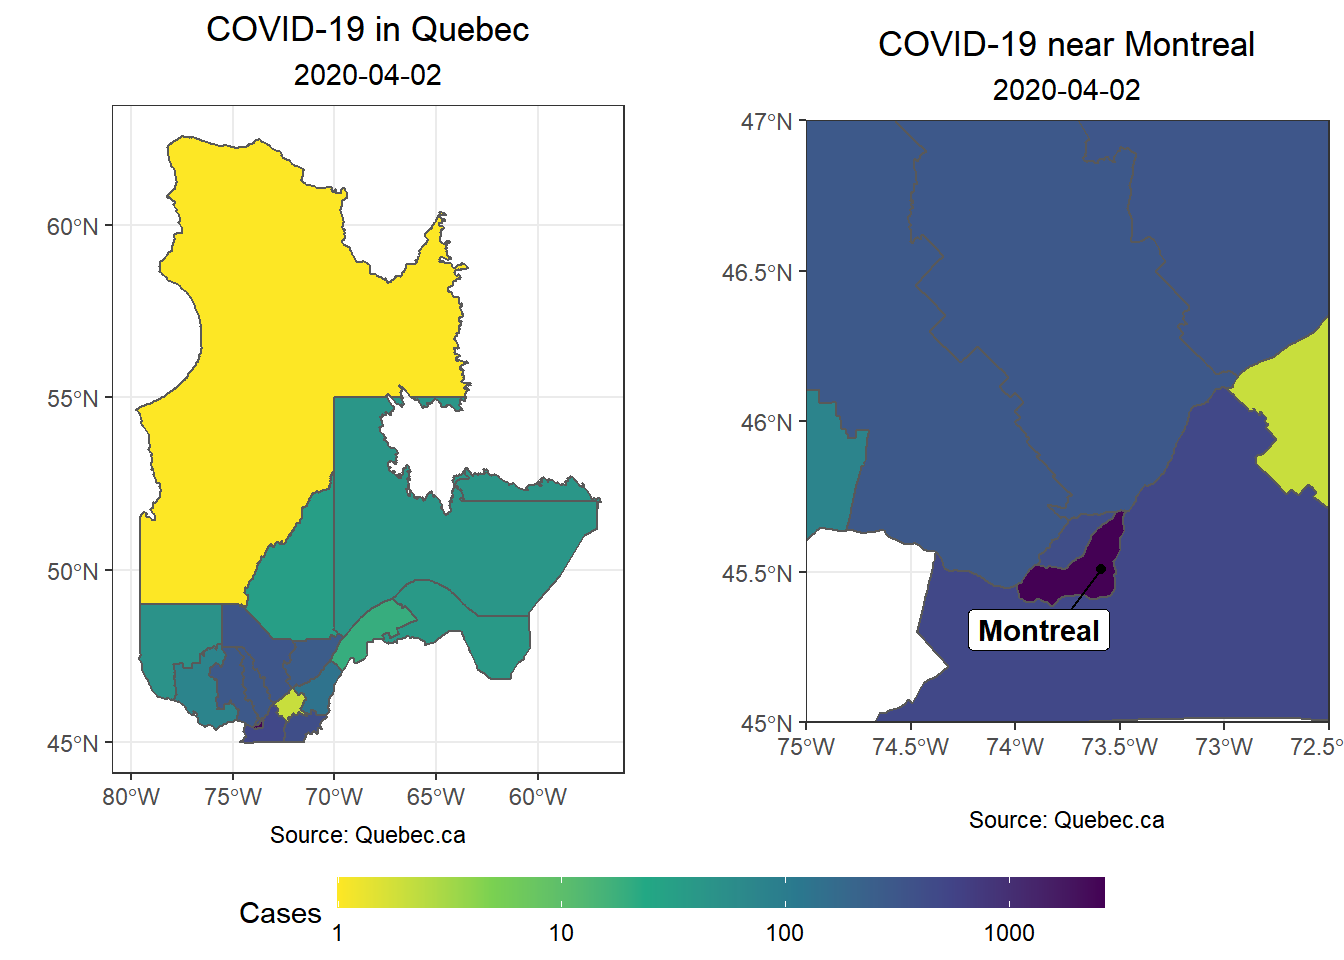 COVID-19 in Quebec
2020-04-02
60°N
55°N
50°N
45°N
80°W 75°W 70°W 65°W 60°W
Source: Quebec.ca
COVID-19 near Montreal
2020-04-02
47°N
46.5°N
46°N
45.5°N
45°N
Montreal
75°W 74.5°W 74°W 73.5°W 73°W 72.5°
Source: Quebec.ca
Cases
1 10 100 1000